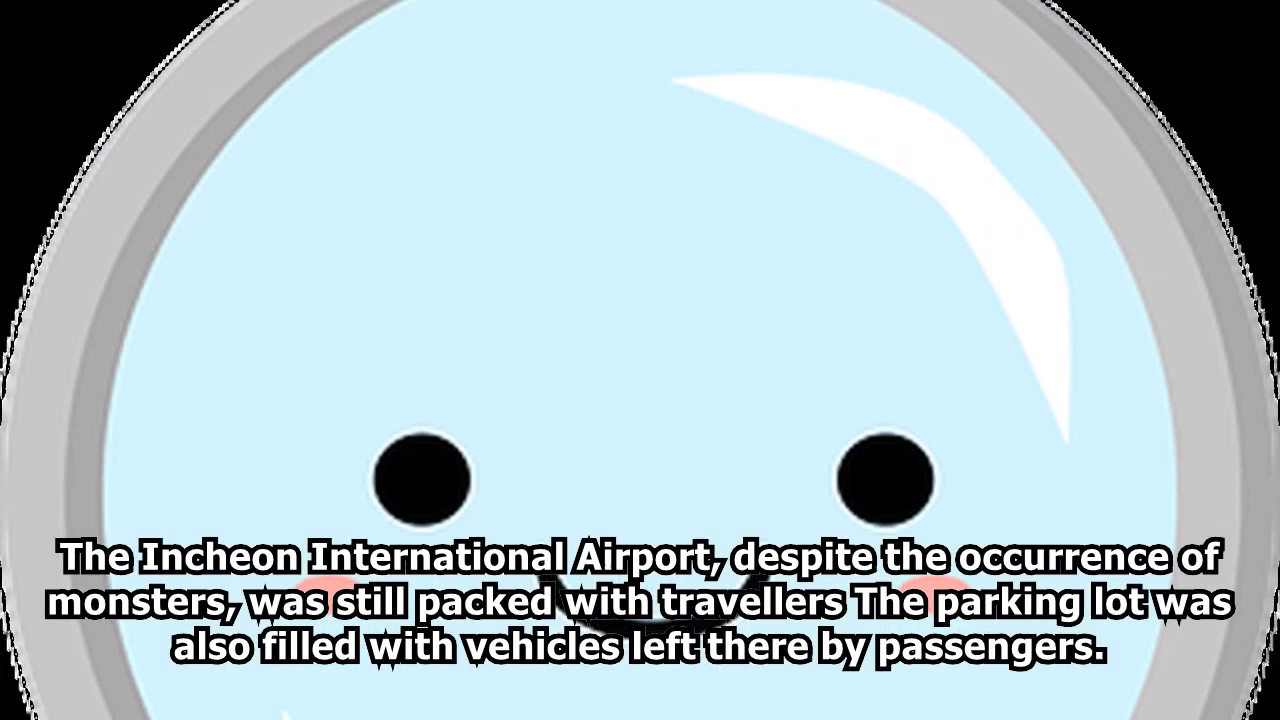 The Incheon International Airport, despite the occurrence of
monsters, was still packed with travellers The parking lot was
also filled with vehicles left there by passengers.